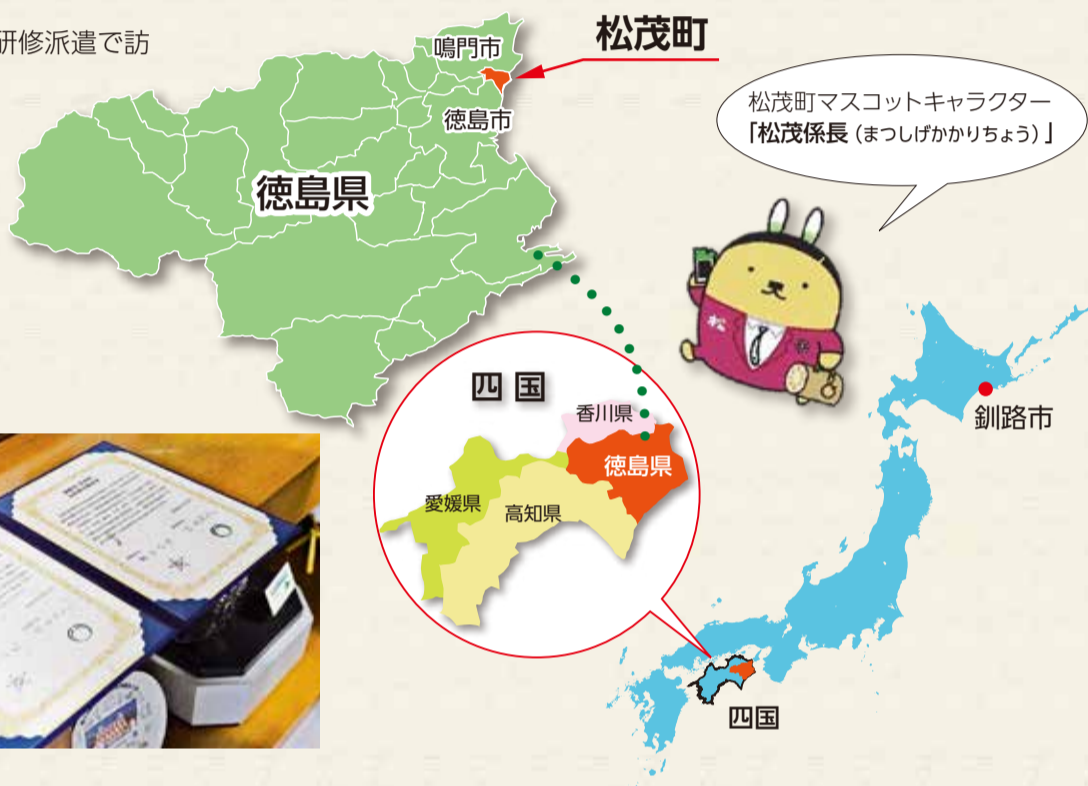 研修派遣で訪
松茂町
鳴門市
徳島市
徳島県
松茂町マスコットキャラクター
「松茂係長(まつしげかかりちょう)」
松
四国
香川県
徳島県
愛媛県
高知県
釧路市
四国